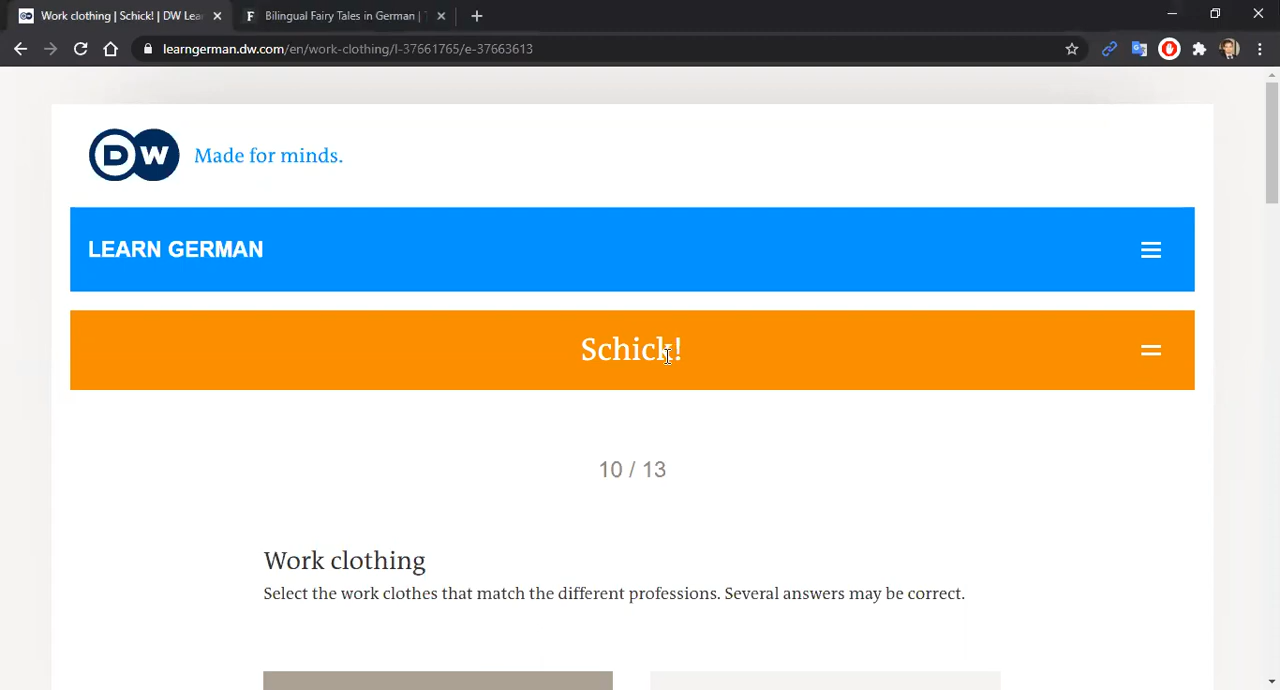 Work clothing | Schick! | DW Lea
Bilingual Fairy Tales in German |
learngerman.dw.com/en/work-clothing/l-37661765/e-37663613
DW Made for minds.
LEARN GERMAN
Schick!
10 / 13
Work clothing
Select the work clothes that match the different professions. Several answers may be correct.